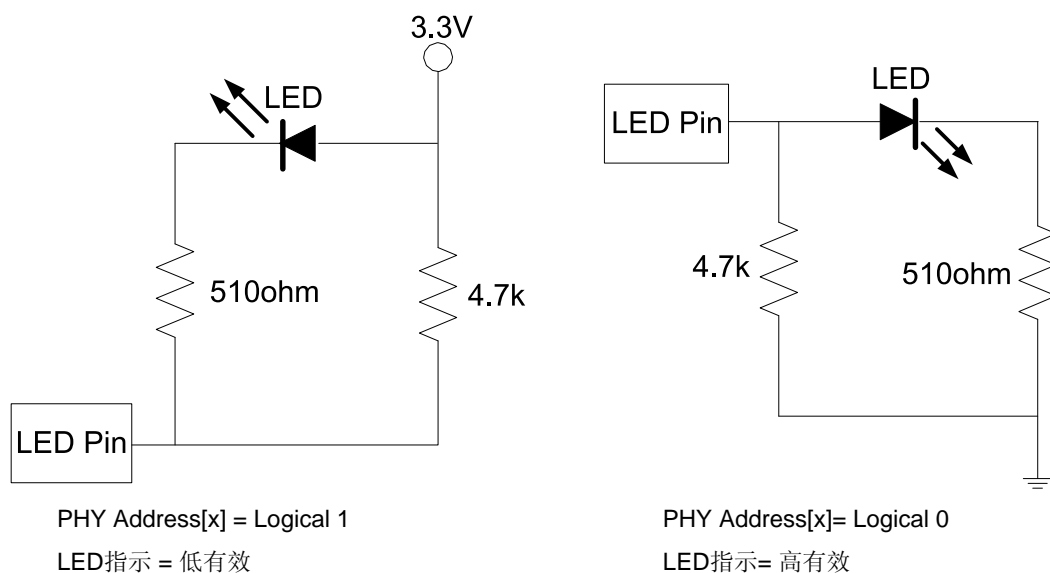 3.3V
LED
510ohm
4.7k
LED Pin
PHY Address[x] = Logical 1
LED指示 = 低有效
LED
LED Pin
4.7k
510ohm
PHY Address[x]= Logical 0
LED指示= 高有效